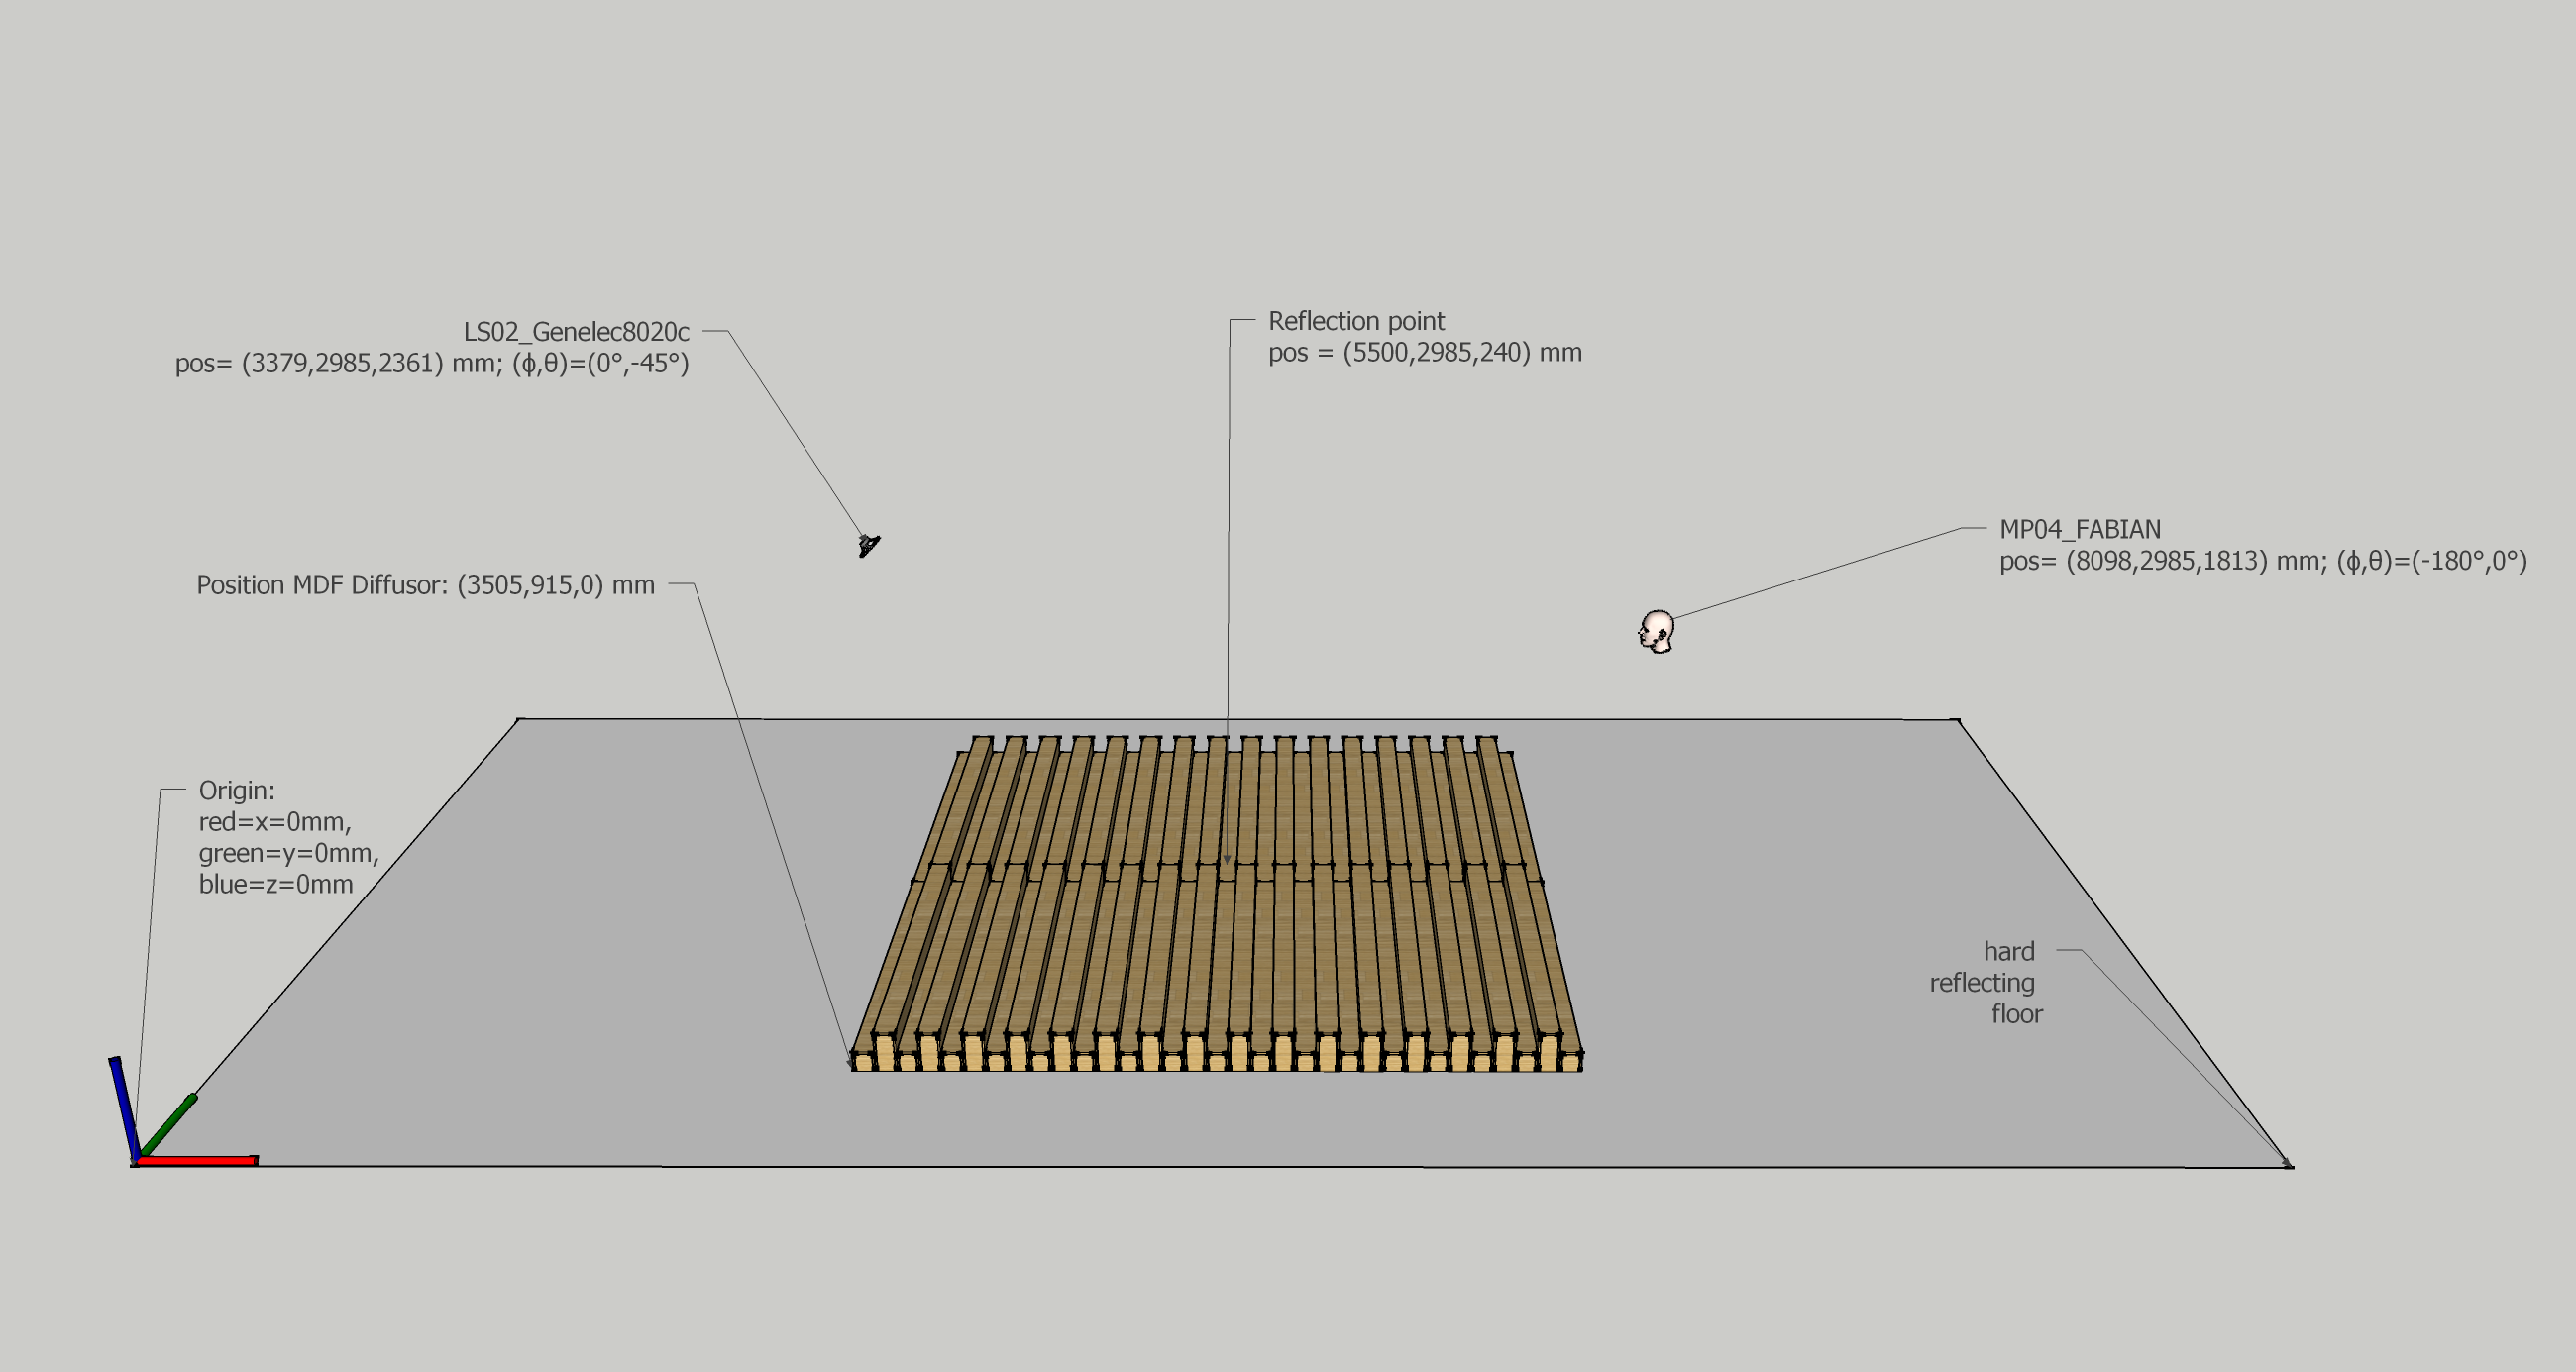 LS02_Genelec8020c
pos= (3379,2985,2361) mm; (ϕ,θ)=(0°,-45°)
Reflection point
pos = (5500,2985,240) mm
MP04_FABIAN
pos= (8098,2985,1813) mm; (ϕ,θ)=(-180°,0°)
Position MDF Diffusor: (3505,915,0) mm
Origin:
red=x=0mm,
green=y=0mm,
blue=z=0mm
hard
reflecting
floor